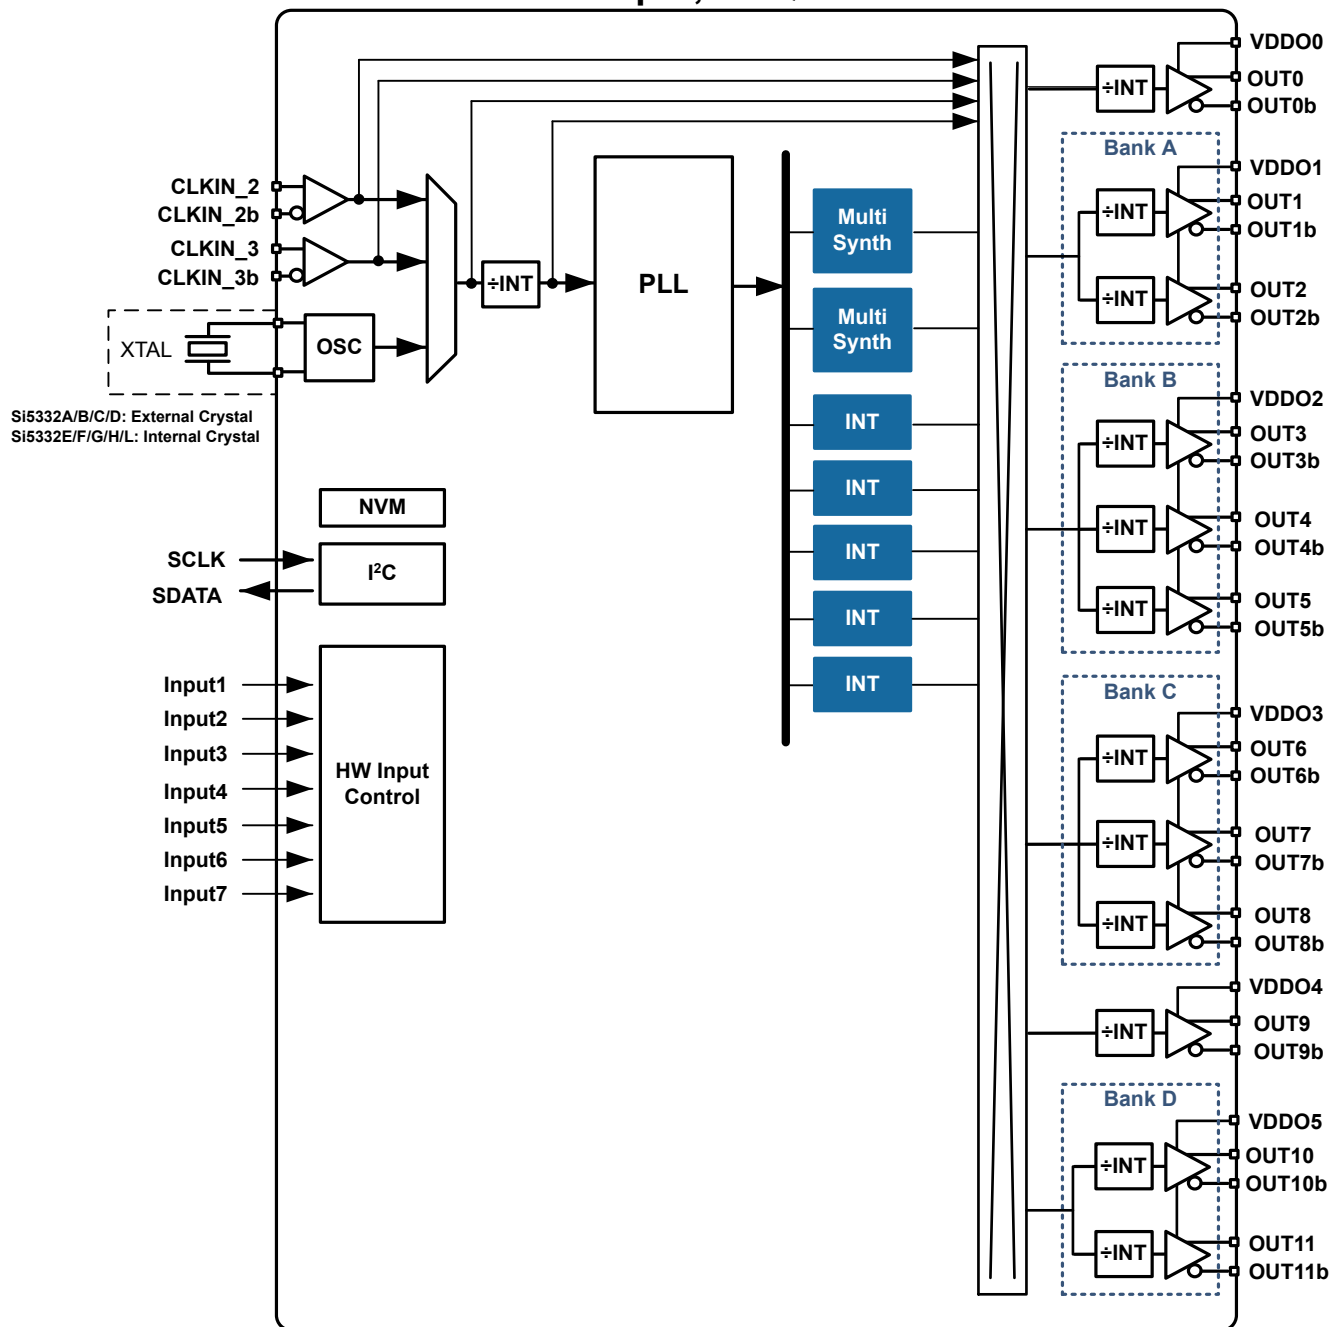 VDDO0
OUT0
÷INT
OUT0b
Bank A
VDDO1
CLKIN_2
OUT1
÷INT
CLKIN_2b
Multi
Synth
OUT1b
CLKIN_3
CLKIN_3b
÷INT
PLL
OUT2
÷INT
OUT2b
XTAL
OSC
Multi
Synth
Bank B
VDDO2
Si5332A/B/C/D: External Crystal
Si5332E/F/G/H/L: Internal Crystal
INT
OUT3
÷INT
OUT3b
NVM
INT
OUT4
÷INT
OUT4b
SCLK
I²C
SDATA
INT
OUT5
÷INT
OUT5b
INT
Input1
INT
Bank C
Input2
VDDO3
Input3
OUT6
÷INT
OUT6b
HW Input
Control
Input4
Input5
OUT7
÷INT
OUT7b
Input6
Input7
OUT8
÷INT
OUT8b
VDDO4
OUT9
÷INT
OUT9b
Bank D
VDDO5
OUT10
÷INT
OUT10b
OUT11
÷INT
OUT11b